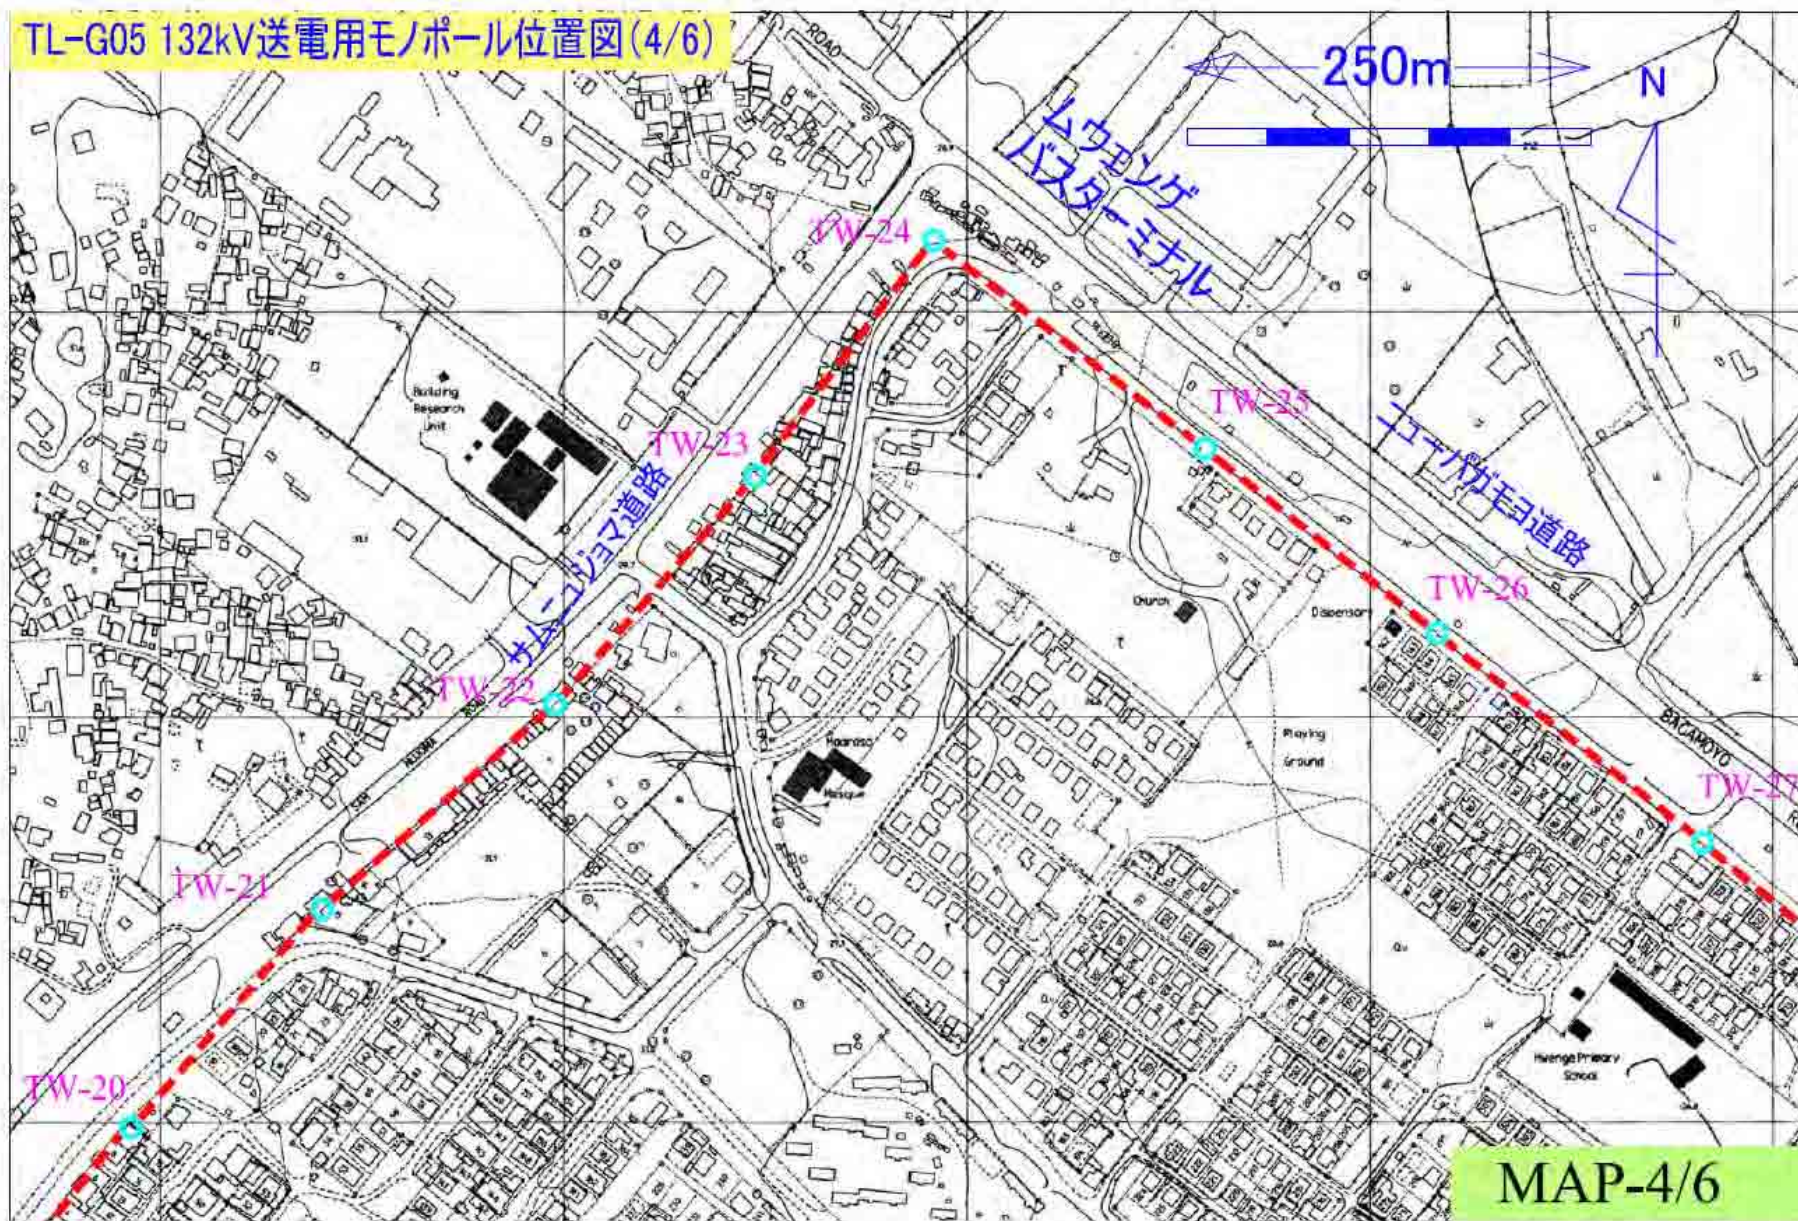 TL-G05 132kV送電用モノポール位置図(4/6)
ROAD
250m
N
ムウエンゲ
バスターミナル
TW-24
Building
Research
Unit
TW-23
TW-25
ニューバガモヨ道路
サムーニュジョマ道路
Church
Dispensary
TW-26
TW-22
BAGAMOYO
Playing
Ground
Madrasa
Mosque
SAM
TW-27
TW-21
TW-20
Mwenge Primary
School
MAP-4/6